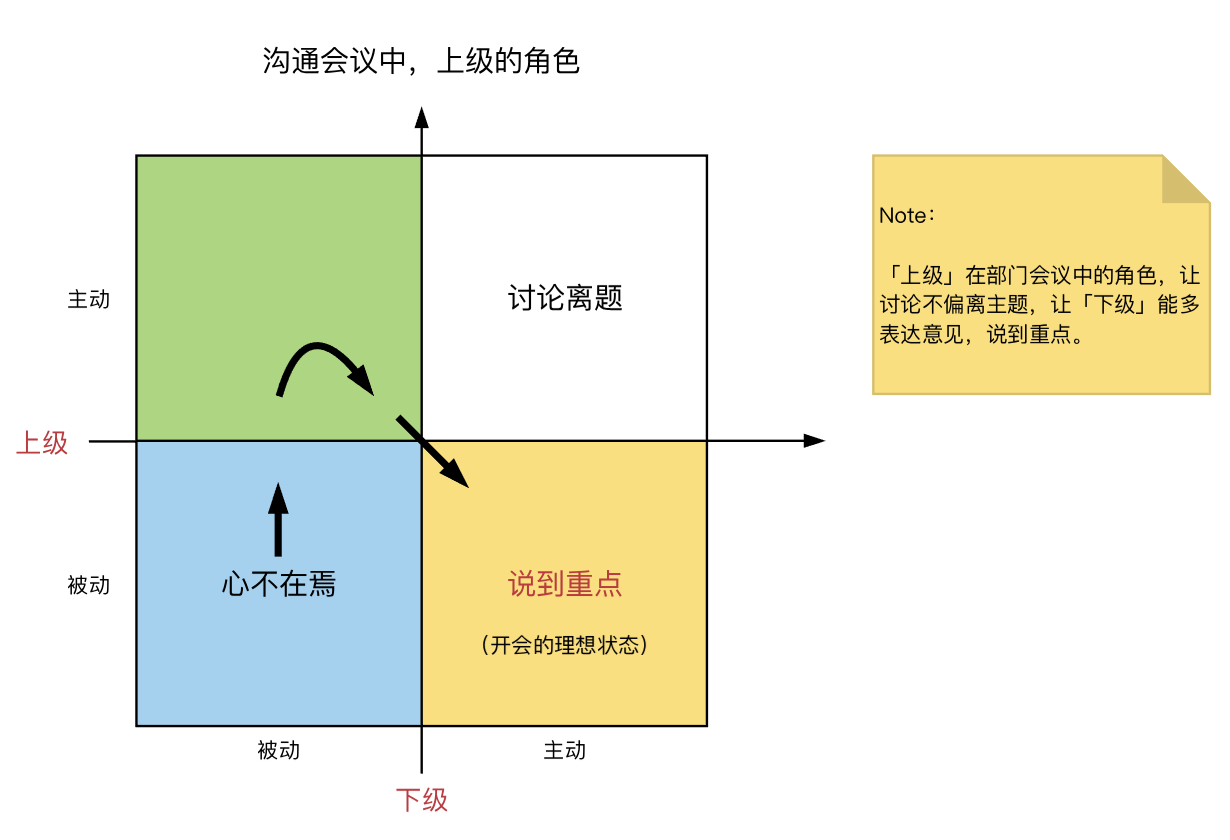 沟通会议中，上级的角色
主动
讨论离题
上级
被动
心不在焉
说到重点
（开会的理想状态）
被动
主动
下级
Note：
「上级」在部门会议中的角色，让
讨论不偏离主题，让「下级」能多
表达意见，说到重点。